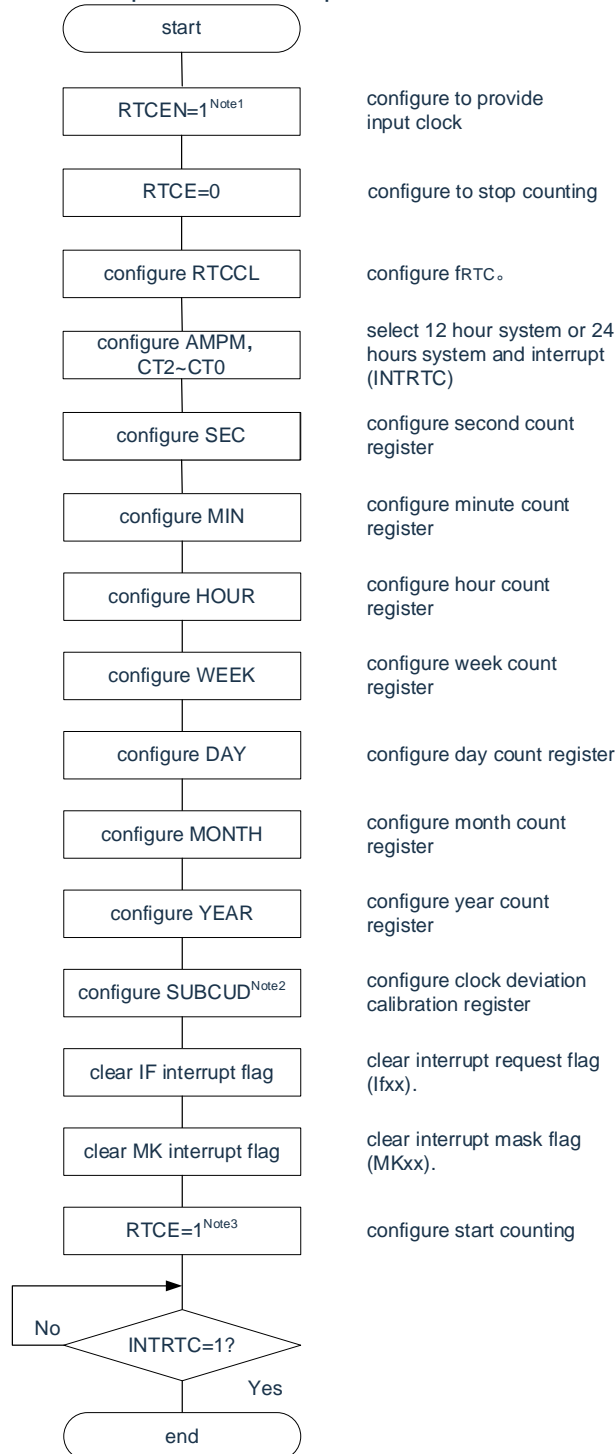 start
RTCEN=1Note1
configure to provide
input clock
RTCE=0
configure to stop counting
configure RTCCL
configure fRTC。
configure AMPM，
CT2~CT0
select 12 hour system or 24
hours system and interrupt
(INTRTC)
configure SEC
configure second count
register
configure MIN
configure minute count
register
configure HOUR
configure hour count
register
configure WEEK
configure week count
register
configure DAY
configure day count register
configure MONTH
configure month count
register
configure YEAR
configure year count
register
configure SUBCUDNote2
configure clock deviation
calibration register
clear IF interrupt flag
clear interrupt request flag
(Ifxx).
clear MK interrupt flag
clear interrupt mask flag
(MKxx).
RTCE=1Note3
configure start counting
No
INTRTC=1?
Yes
end